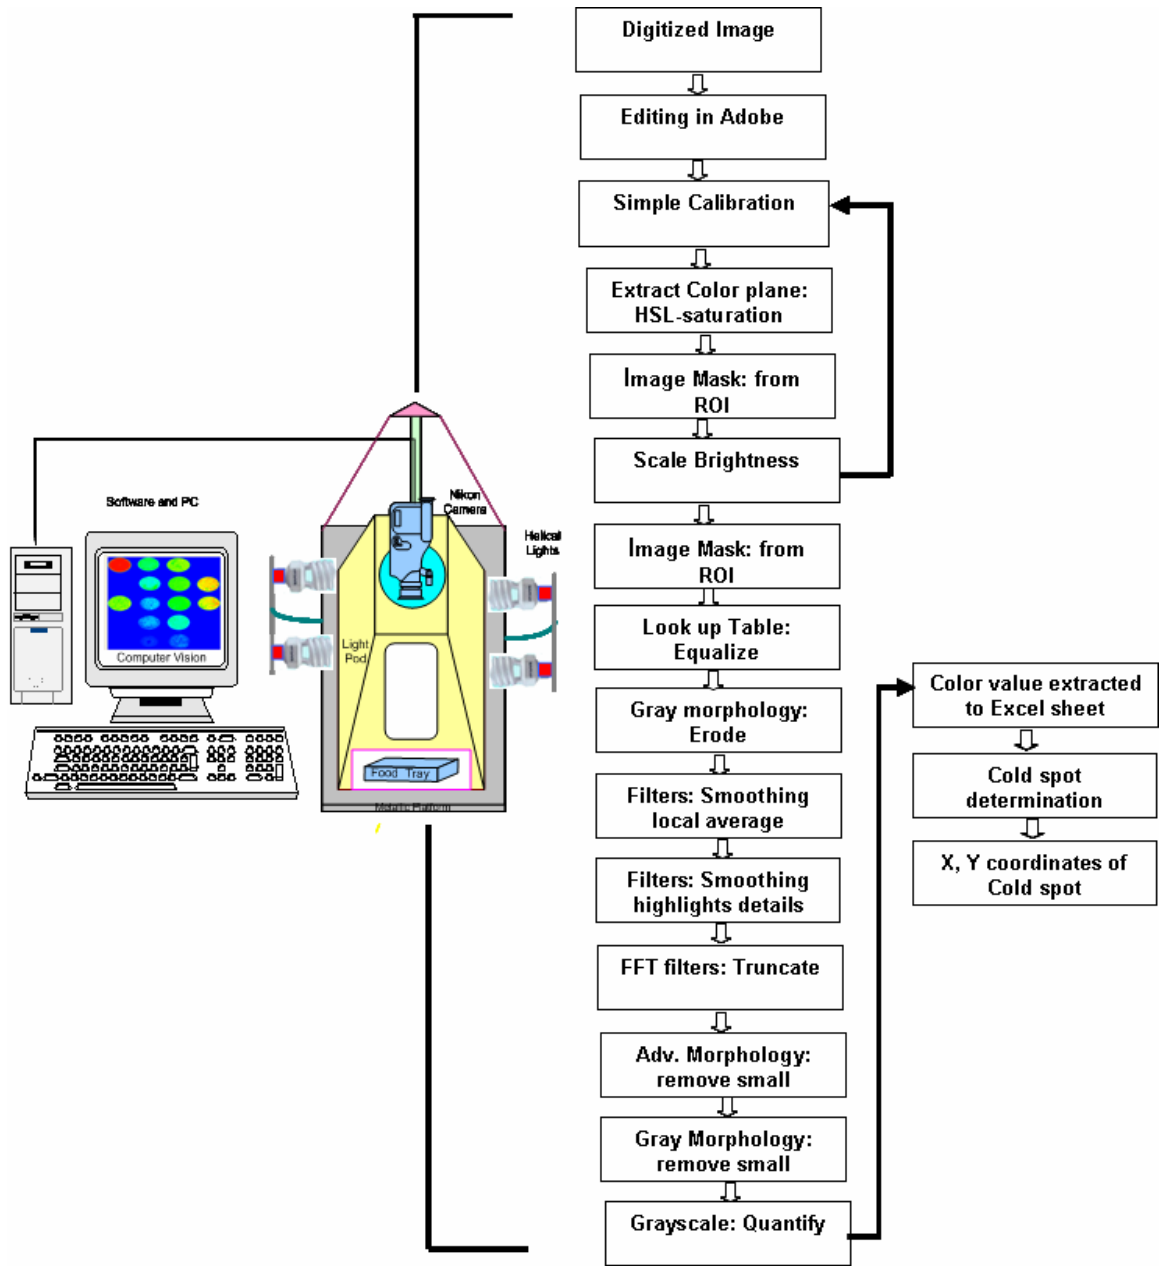 Digitized Image
Editing in Adobe
Simple Calibration
Extract Color plane:
HSL-saturation
Image Mask: from
ROI
Scale Brightness
Image Mask: from
ROI
Look up Table:
Equalize
Gray morphology:
Erode
Filters: Smoothing
local average
Filters: Smoothing
highlights details
FFT filters: Truncate
Adv. Morphology:
remove small
Gray Morphology:
remove small
Grayscale: Quantify
Color value extracted
to Excel sheet
Cold spot
determination
X, Y coordinates of
Cold spot
Software and PC
Computer Vision
Nikon
Camera
Helical
Lights
Light
Pod
Food Tray
Metallic Platform